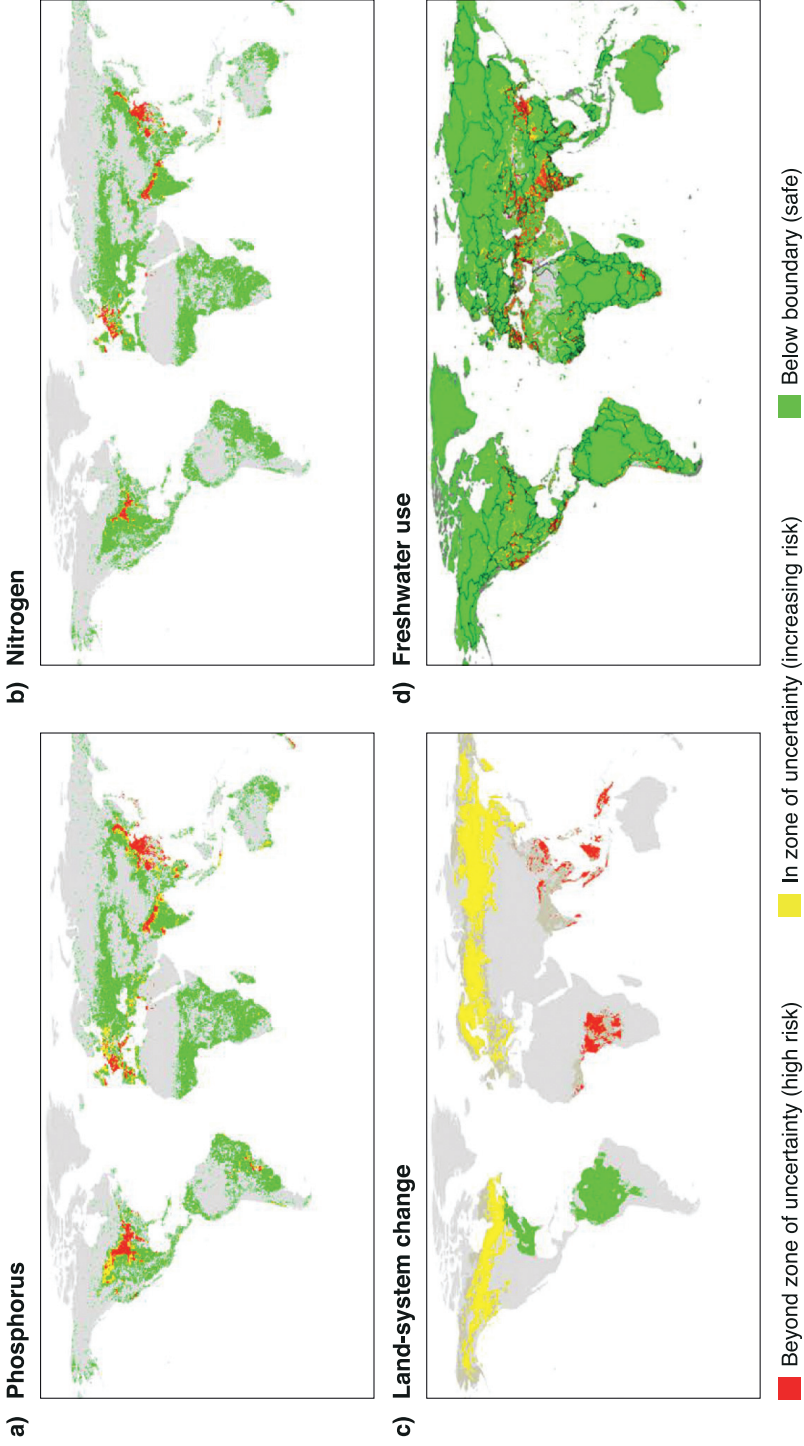 a) Phosphorus
b) Nitrogen
c) Land-system change
d) Freshwater use
Beyond zone of uncertainty (high risk)
In zone of uncertainty (increasing risk)
Below boundary (safe)